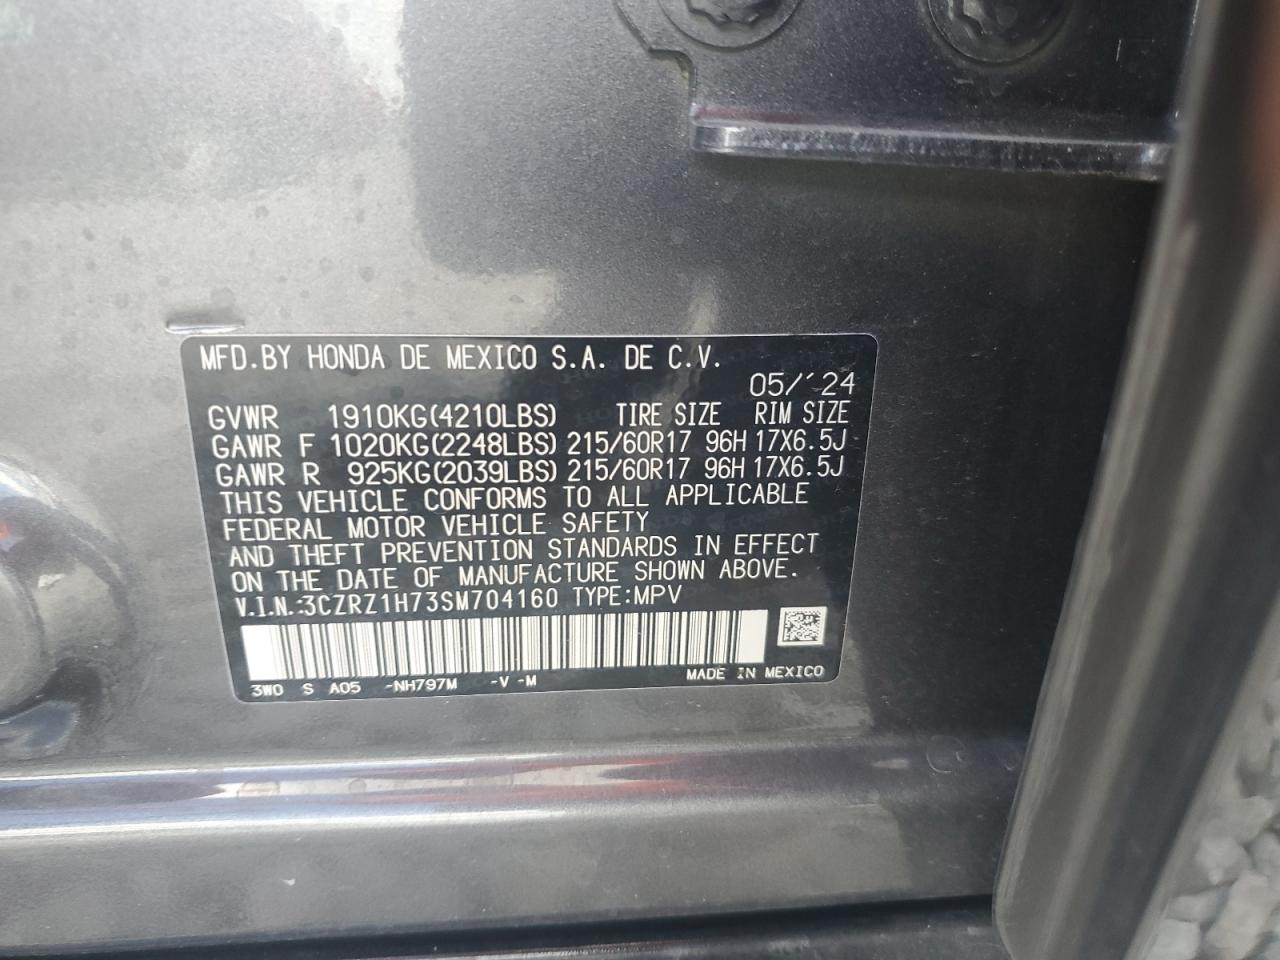 MFD.BY HONDA DE MEXICO S.A. DE C.V.
05/'24
GVWR 1910KG(4210LBS) TIRE SIZE RIM SIZE
GAWR F 1020KG(2248LBS) 215/60R17 96H 17X6.5J
GAWR R 925KG(2039LBS) 215/60R17 96H 17X6.5J
THIS VEHICLE CONFORMS TO ALL APPLICABLE
FEDERAL MOTOR VEHICLE SAFETY
AND THEFT PREVENTION STANDARDS IN EFFECT
ON THE DATE OF MANUFACTURE SHOWN ABOVE.
V.I.N.:3CZRZ1H73SM704160 TYPE:MPV
3W0 S A05 -NH797M -V -M MADE IN MEXICO